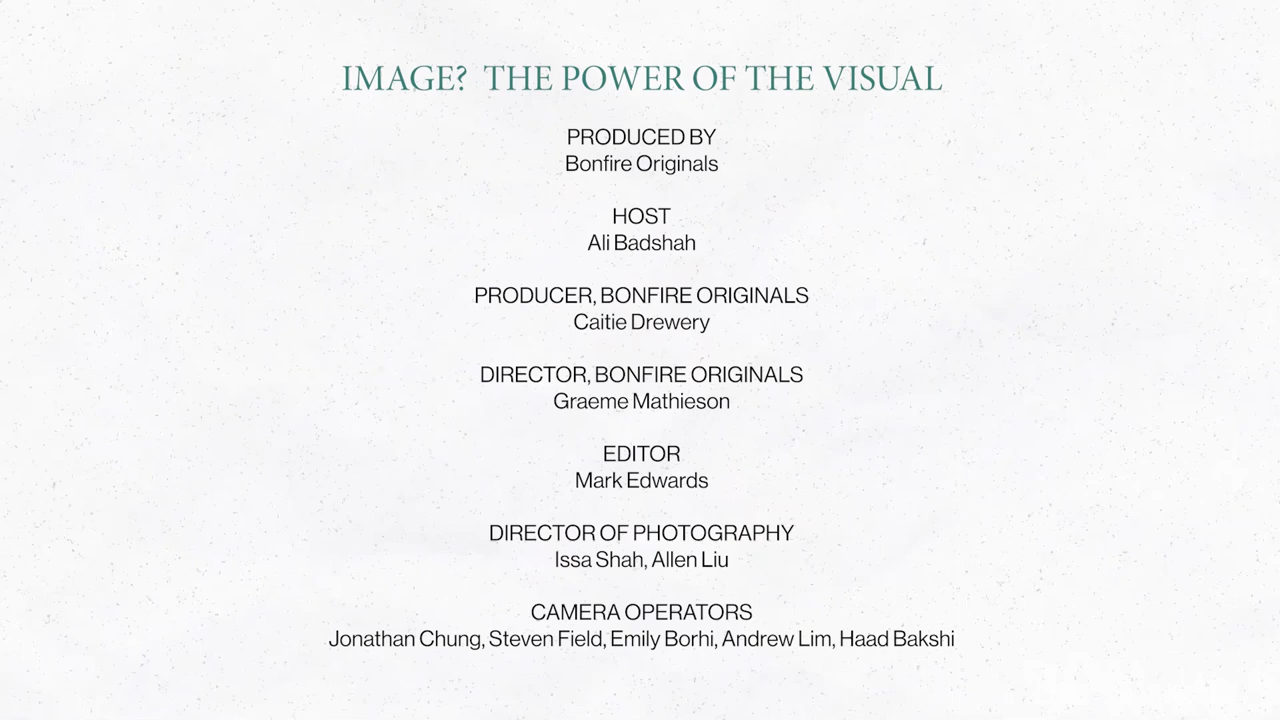 IMAGE? THE POWER OF THE VISUAL
PRODUCED BY
Bonfire Originals
HOST
Ali Badshah
PRODUCER, BONFIRE ORIGINALS
Caitie Drewery
DIRECTOR, BONFIRE ORIGINALS
Graeme Mathieson
EDITOR
Mark Edwards
DIRECTOR OF PHOTOGRAPHY
Issa Shah, Allen Liu
CAMERA OPERATORS
Jonathan Chung, Steven Field, Emily Borhi, Andrew Lim, Haad Bakshi